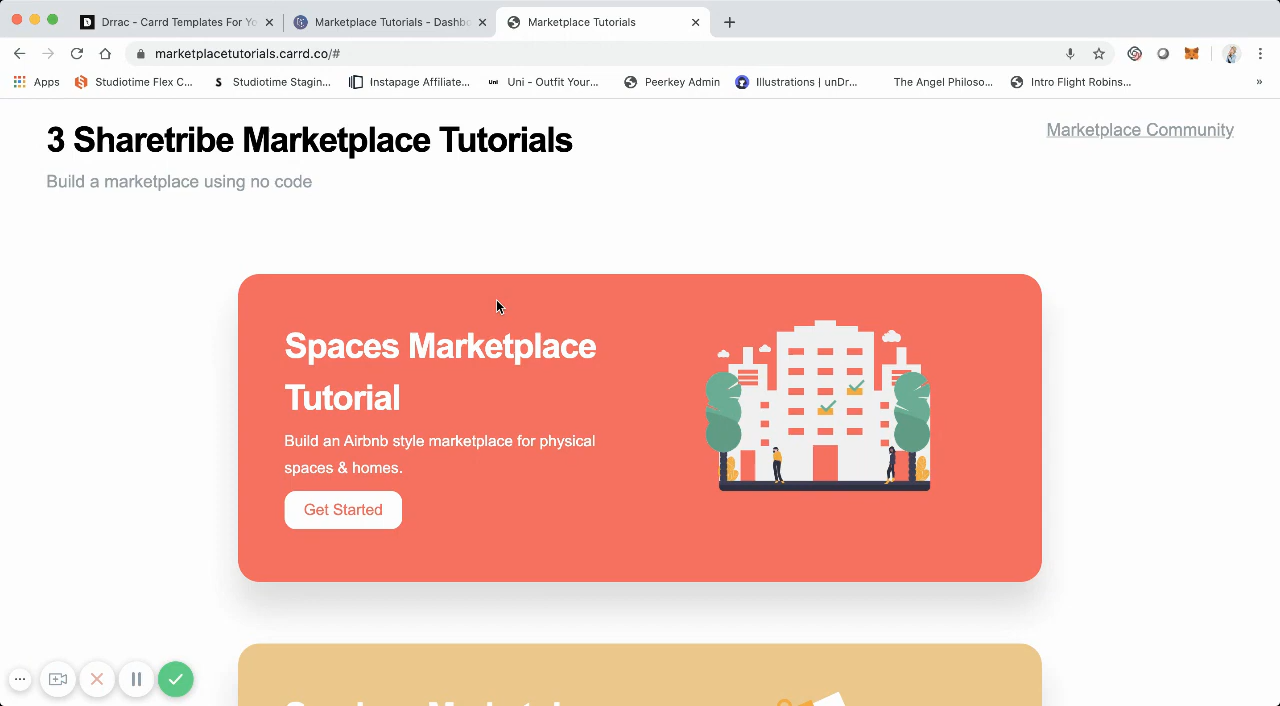 Drrac - Carrd Templates For Yo
Marketplace Tutorials - Dashbo
Marketplace Tutorials
marketplacetutorials.carrd.co/#
Apps
Studiotime Flex C...
Studiotime Stagin...
Instapage Affiliate...
Uni - Outfit Your...
Peerkey Admin
Illustrations | unDr...
The Angel Philoso...
Intro Flight Robins...
3 Sharetribe Marketplace Tutorials
Marketplace Community
Build a marketplace using no code
Spaces Marketplace
Tutorial
Build an Airbnb style marketplace for physical
spaces & homes.
Get Started